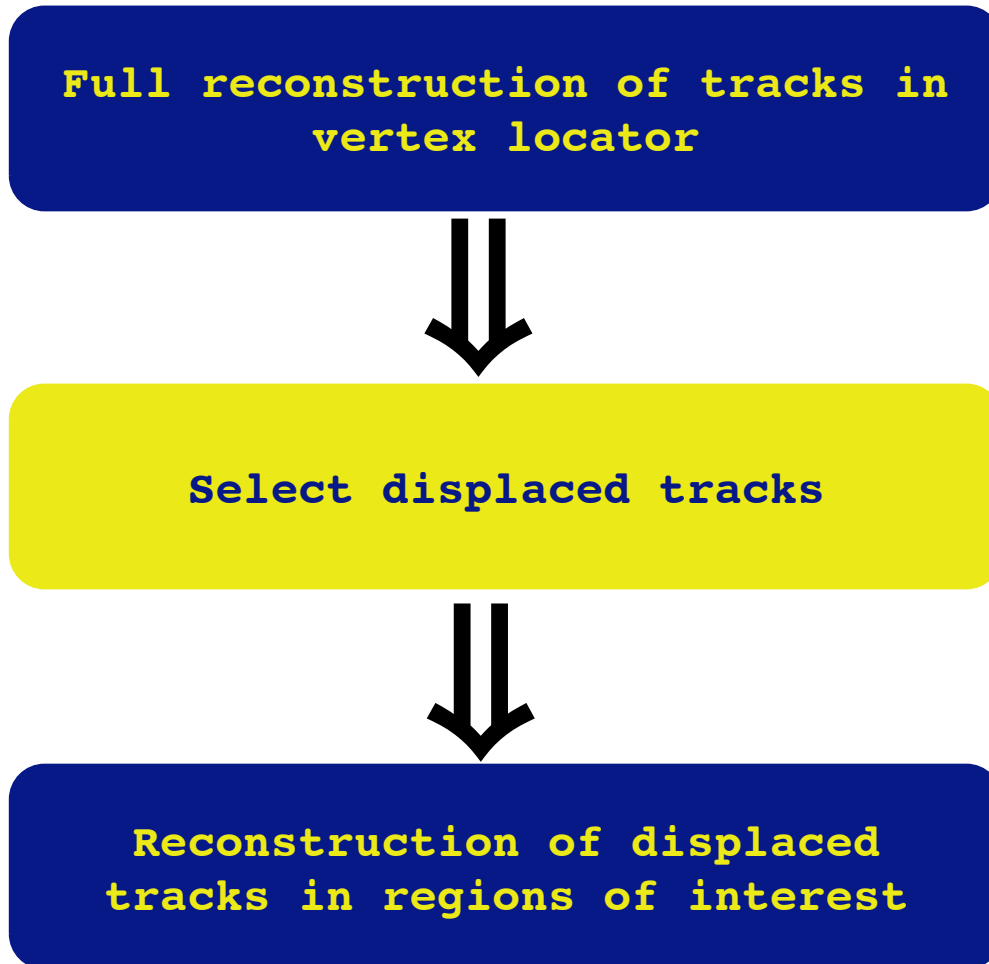 Full reconstruction of tracks in
vertex locator
Select displaced tracks
Reconstruction of displaced
tracks in regions of interest